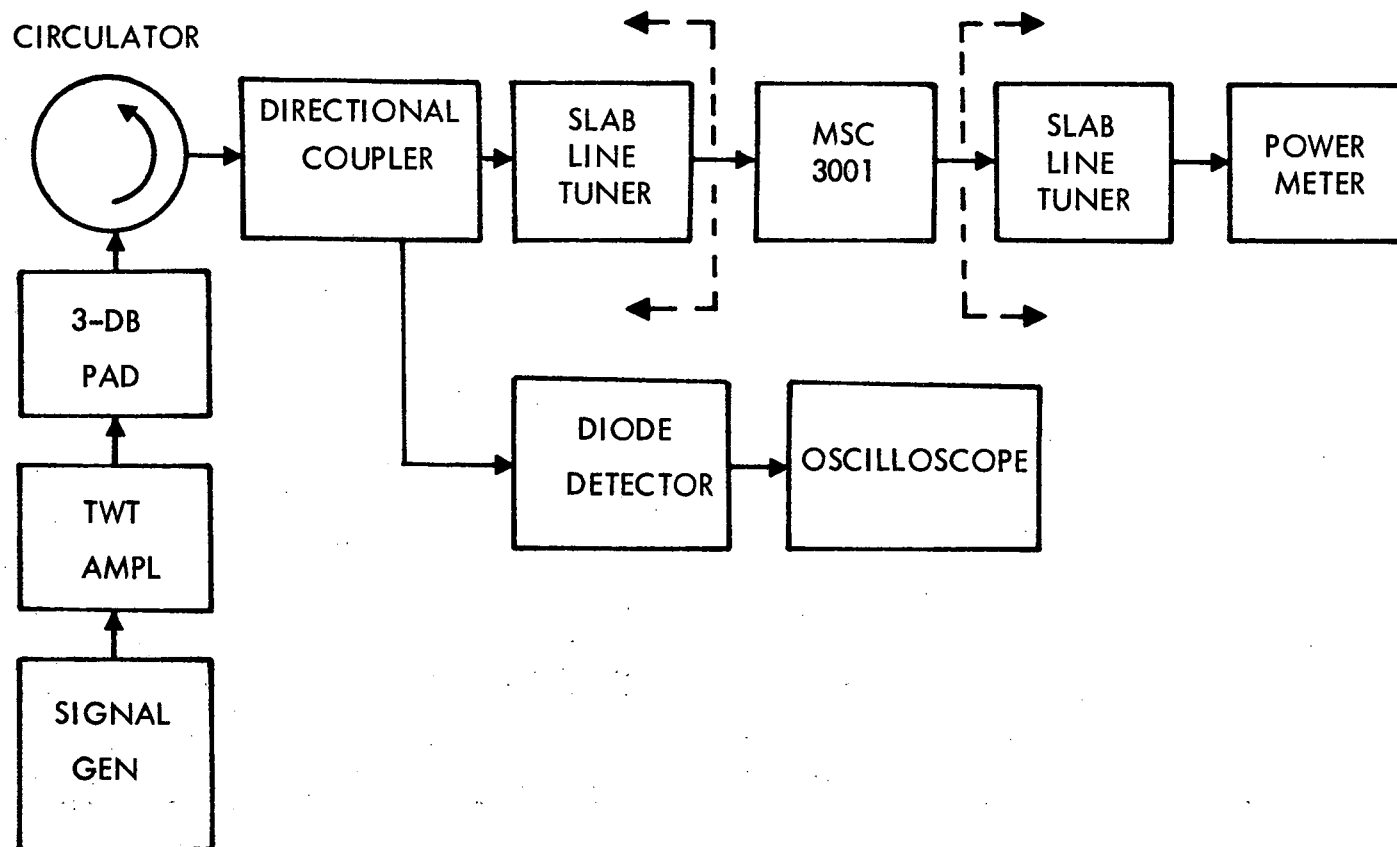 CIRCULATOR
DIRECTIONAL
COUPLER
SLAB
LINE
TUNER
MSC
3001
SLAB
LINE
TUNER
POWER
METER
3-DB
PAD
DIODE
DETECTOR
OSCILLOSCOPE
TWT
AMPL
SIGNAL
GEN